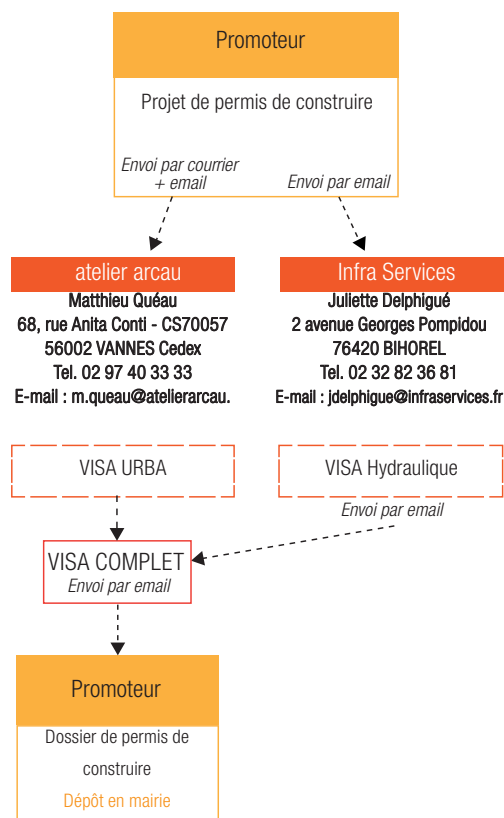 Promoteur
Projet de permis de construire
Envoi par courrier
+ email
Envoi par email
atelier arcau
Matthieu Quéau
68, rue Anita Conti - CS70057
56002 VANNES Cedex
Tel. 02 97 40 33 33
E-mail : m.queau@atelierarcau.
Infra Services
Juliette Delphigué
2 avenue Georges Pompidou
76420 BIHOREL
Tel. 02 32 82 36 81
E-mail : jdelphigue@infraservices.fr
VISA URBA
VISA Hydraulique
Envoi par email
VISA COMPLET
Envoi par email
Promoteur
Dossier de permis de
construire
Dépôt en mairie